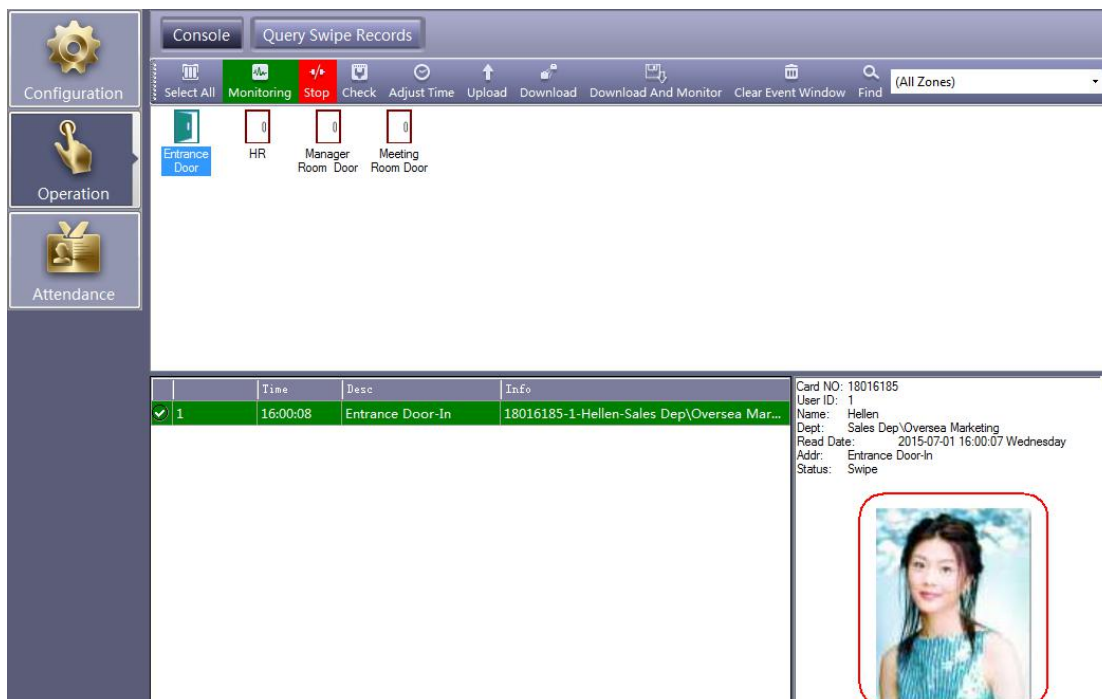 Console
Query Swipe Records
Configuration
Operation
Attendance
Select All Monitoring Stop Check Adjust Time Upload Download Download And Monitor Clear Event Window Find (All Zones)
Entrance
Door
HR
Manager
Room Door
Meeting
Room Door
Time Desc Info
1 16:00:08 Entrance Door-In 18016185-1-Hellen-Sales Dep\Oversea Mar...
Card NO: 18016185
User ID: 1
Name: Hellen
Dept: Sales Dep\Oversea Marketing
Read Date: 2015-07-01 16:00:07 Wednesday
Addr: Entrance Door-In
Status: Swipe